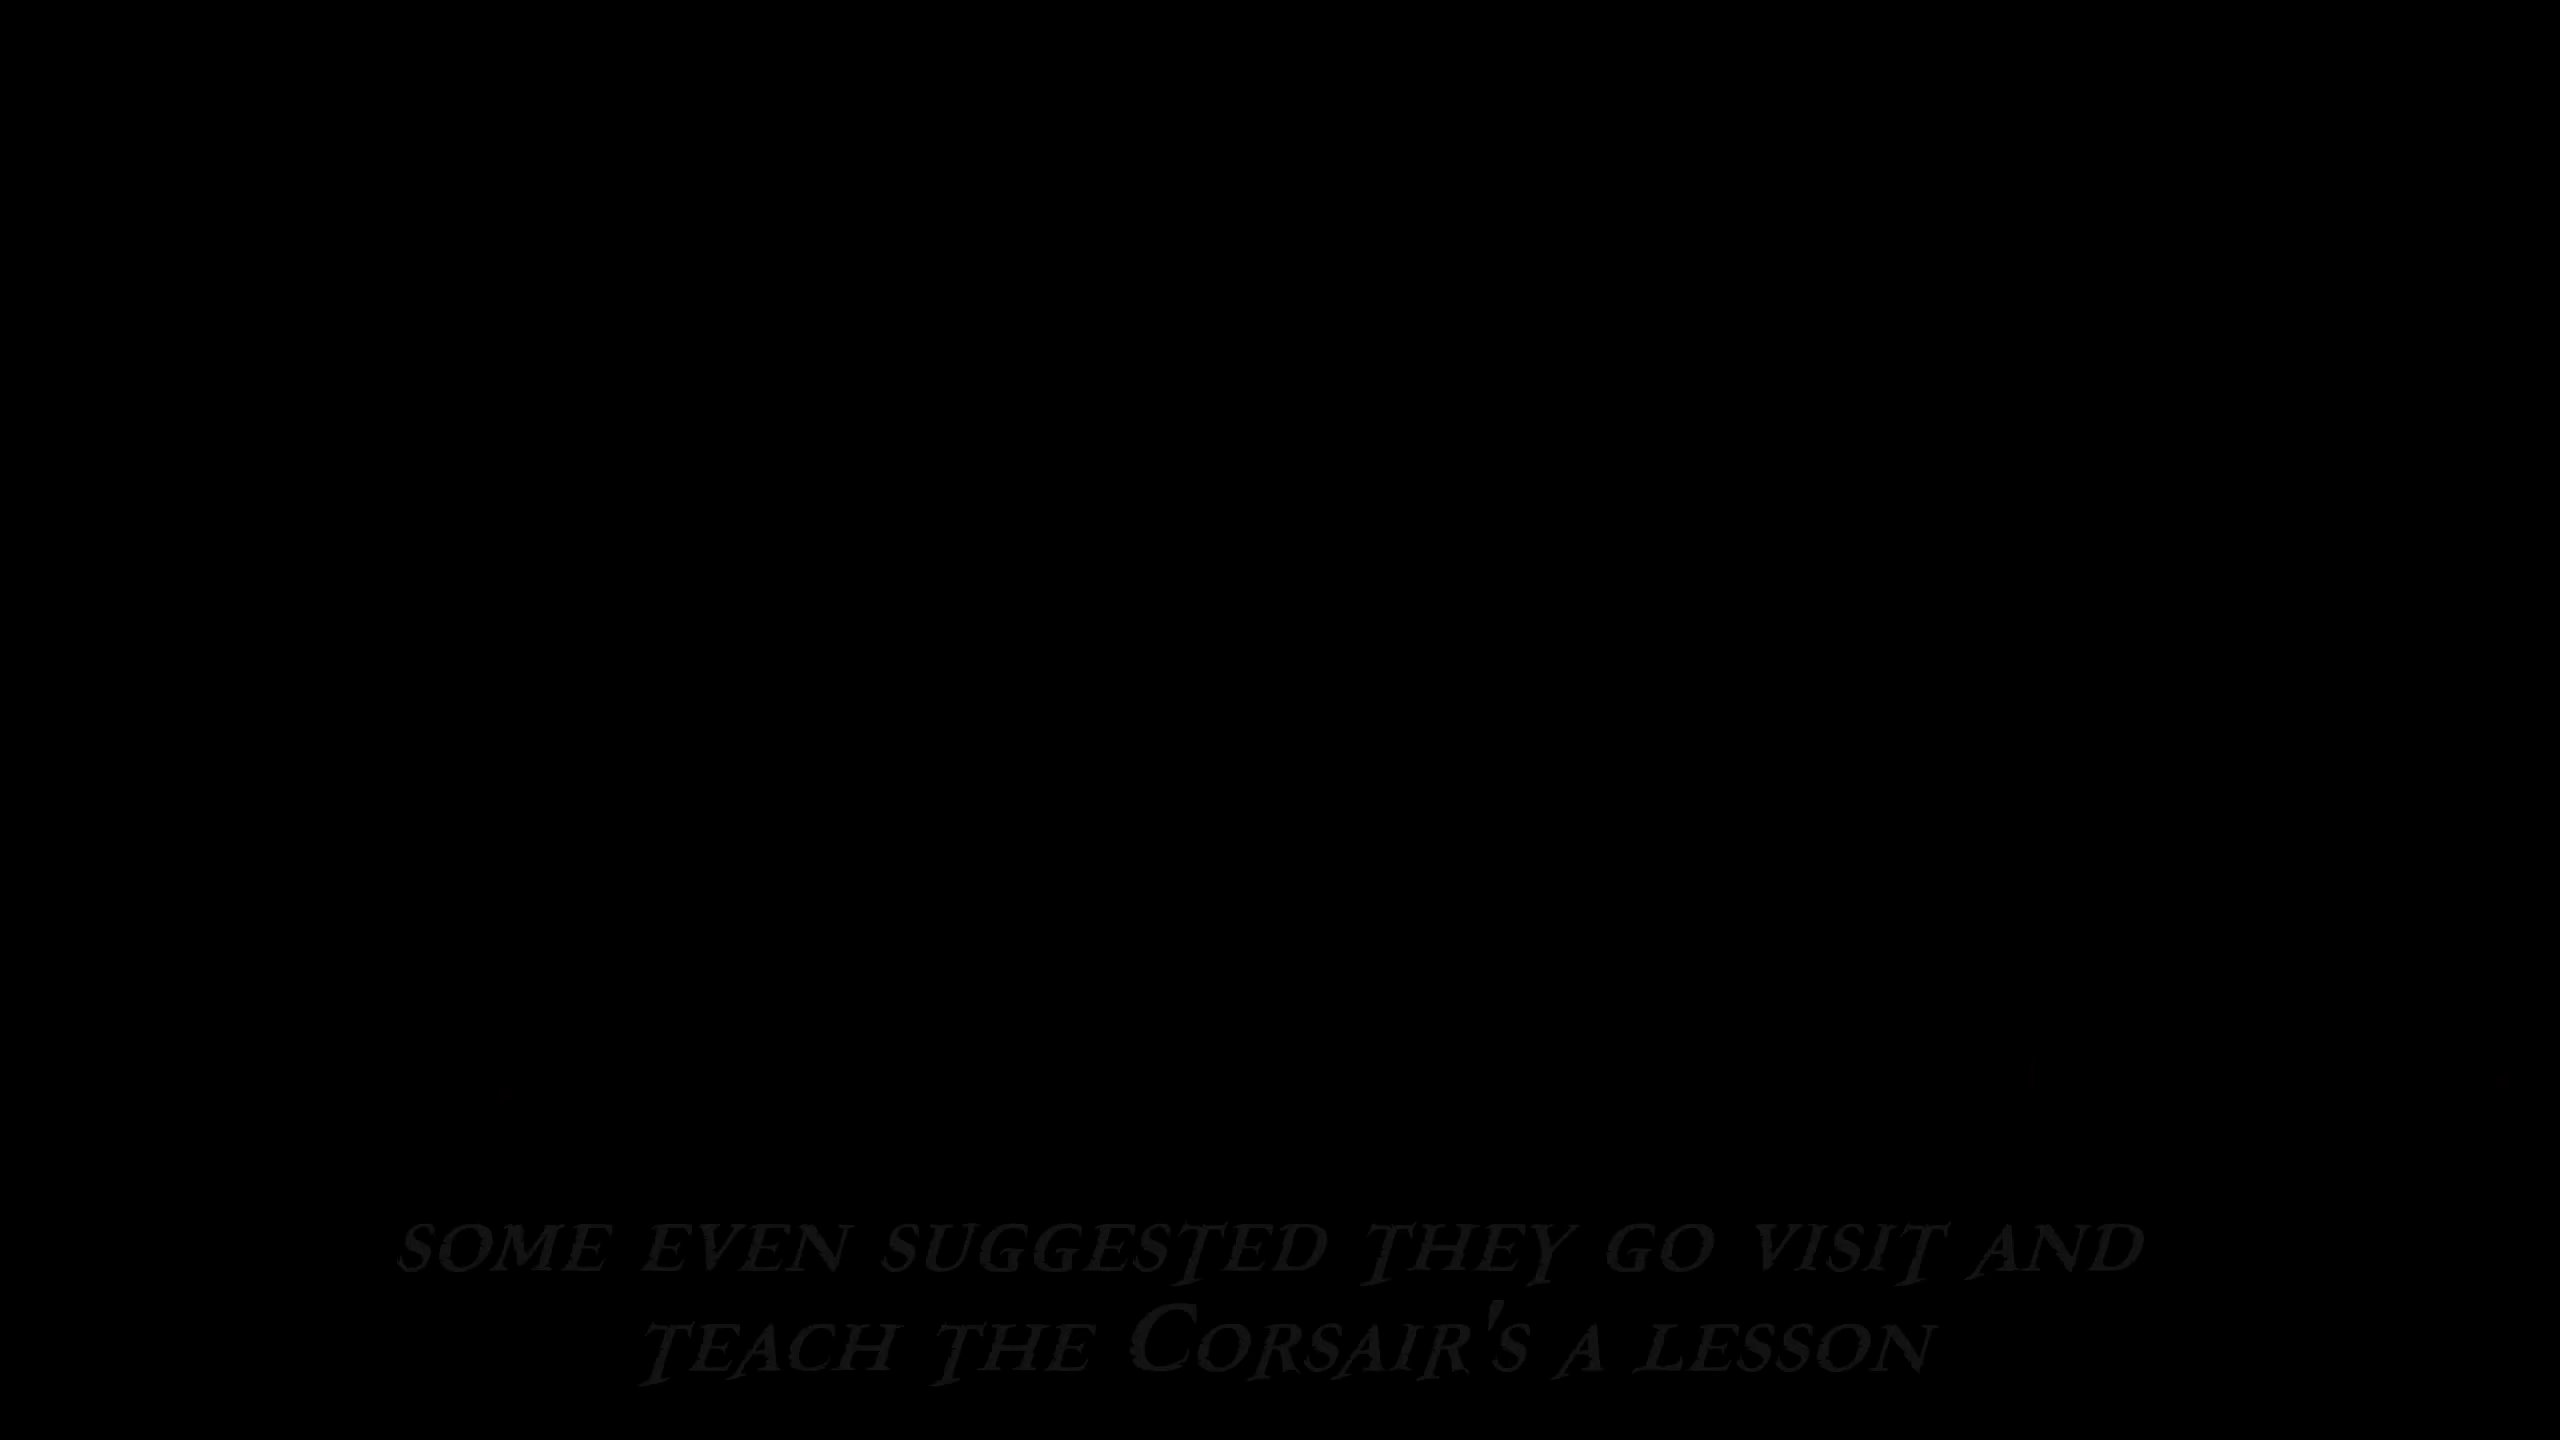 some even suggested they go visit and
teach the Corsair's a lesson